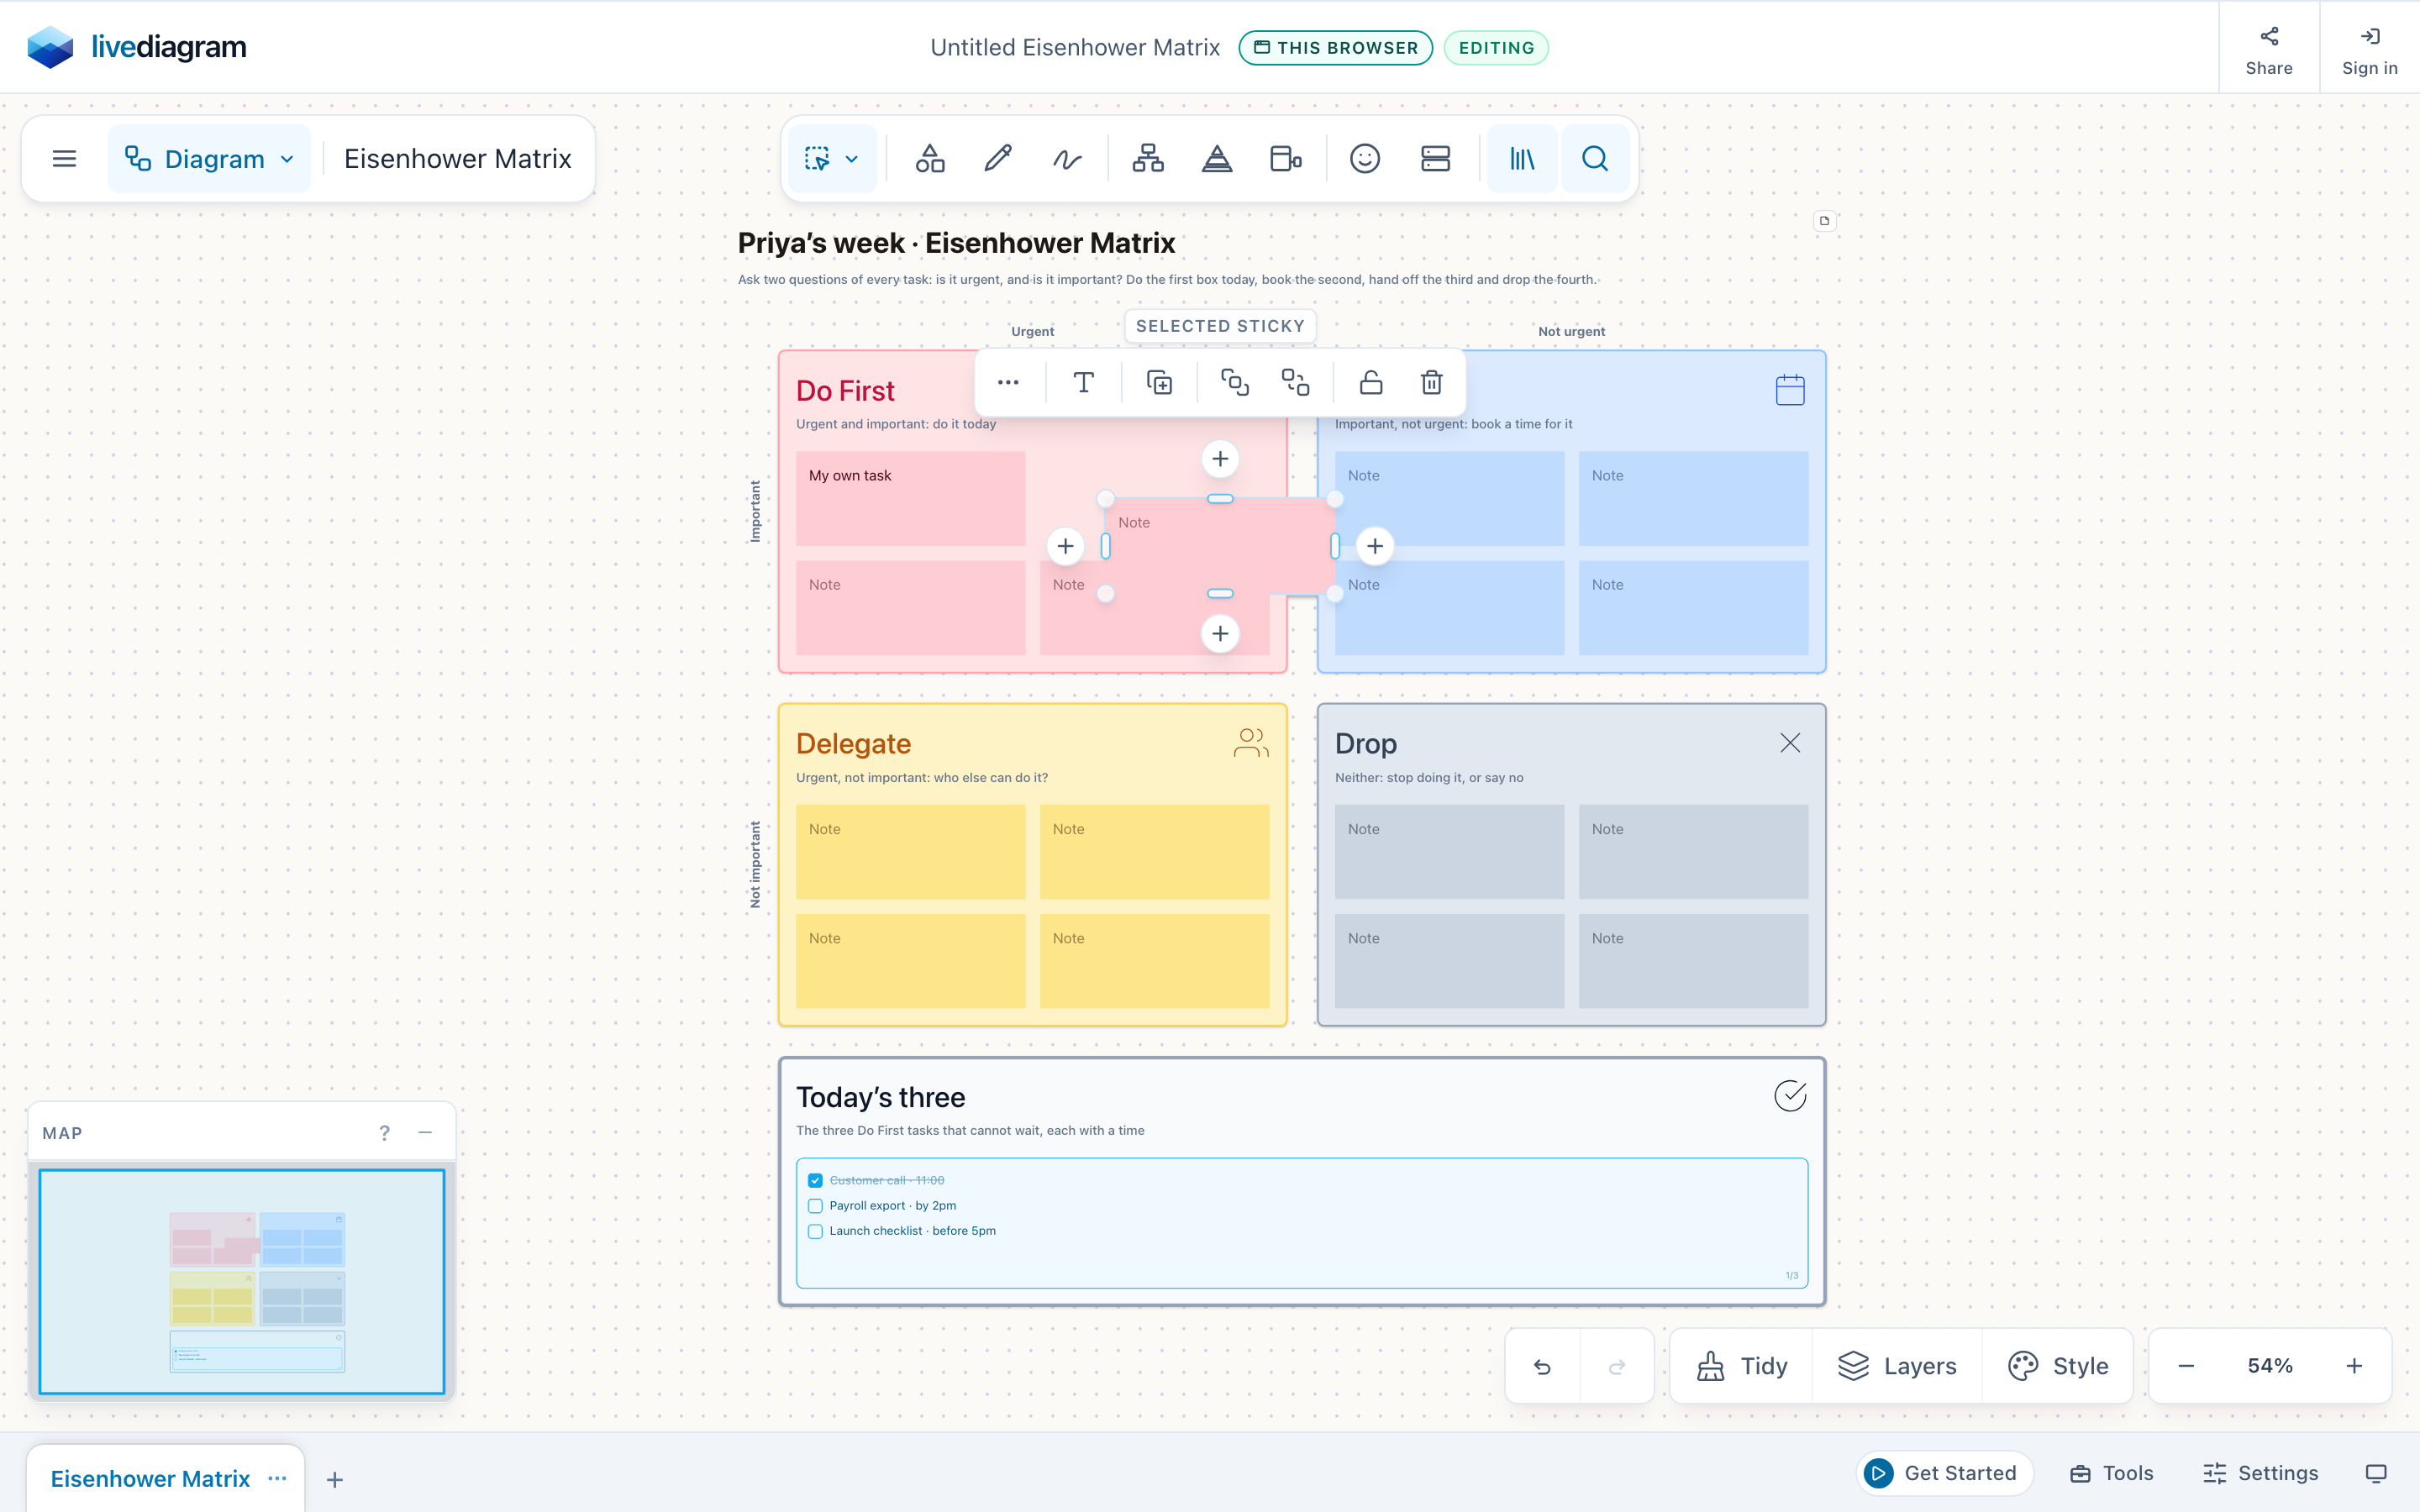 livediagram
Untitled Eisenhower Matrix
THIS BROWSER
EDITING
Share
Sign in
Diagram
Eisenhower Matrix
Priya’s week · Eisenhower Matrix
Ask two questions of every task: is it urgent, and is it important? Do the first box today, book the second, hand off the third and drop the fourth.
Urgent
SELECTED STICKY
Not urgent
Important
Do First
Urgent and important: do it today
My own task
Note
Note
Note
Important, not urgent: book a time for it
Note
Note
Note
Note
Not important
Delegate
Urgent, not important: who else can do it?
Note
Note
Note
Note
Drop
Neither: stop doing it, or say no
Note
Note
Note
Note
Today’s three
The three Do First tasks that cannot wait, each with a time
Customer call · 11:00
Payroll export · by 2pm
Launch checklist · before 5pm
1/3
MAP
?
Tidy
Layers
Style
54%
Eisenhower Matrix
Get Started
Tools
Settings